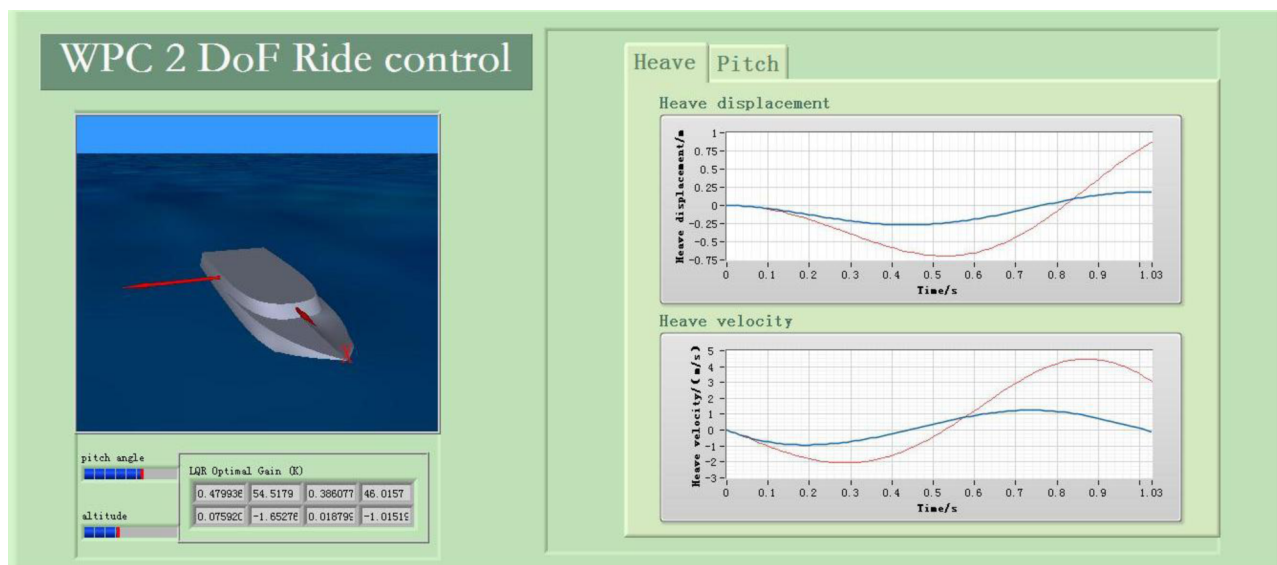 WPC 2 DoF Ride control
pitch angle
altitude
LQR Optimal Gain (K)
0.479936 54.5179 0.386077 46.0157
0.075920 -1.65276 0.018799 -1.01519
Heave Pitch
Heave displacement
Heave displacement/m
1
0.75
0.5
0.25
0
-0.25
-0.5
-0.75
0 0.1 0.2 0.3 0.4 0.5 0.6 0.7 0.8 0.9 1.03
Time/s
Heave velocity
Heave velocity/(m/s)
5
4
3
2
1
0
-1
-2
-3
0 0.1 0.2 0.3 0.4 0.5 0.6 0.7 0.8 0.9 1.03
Time/s